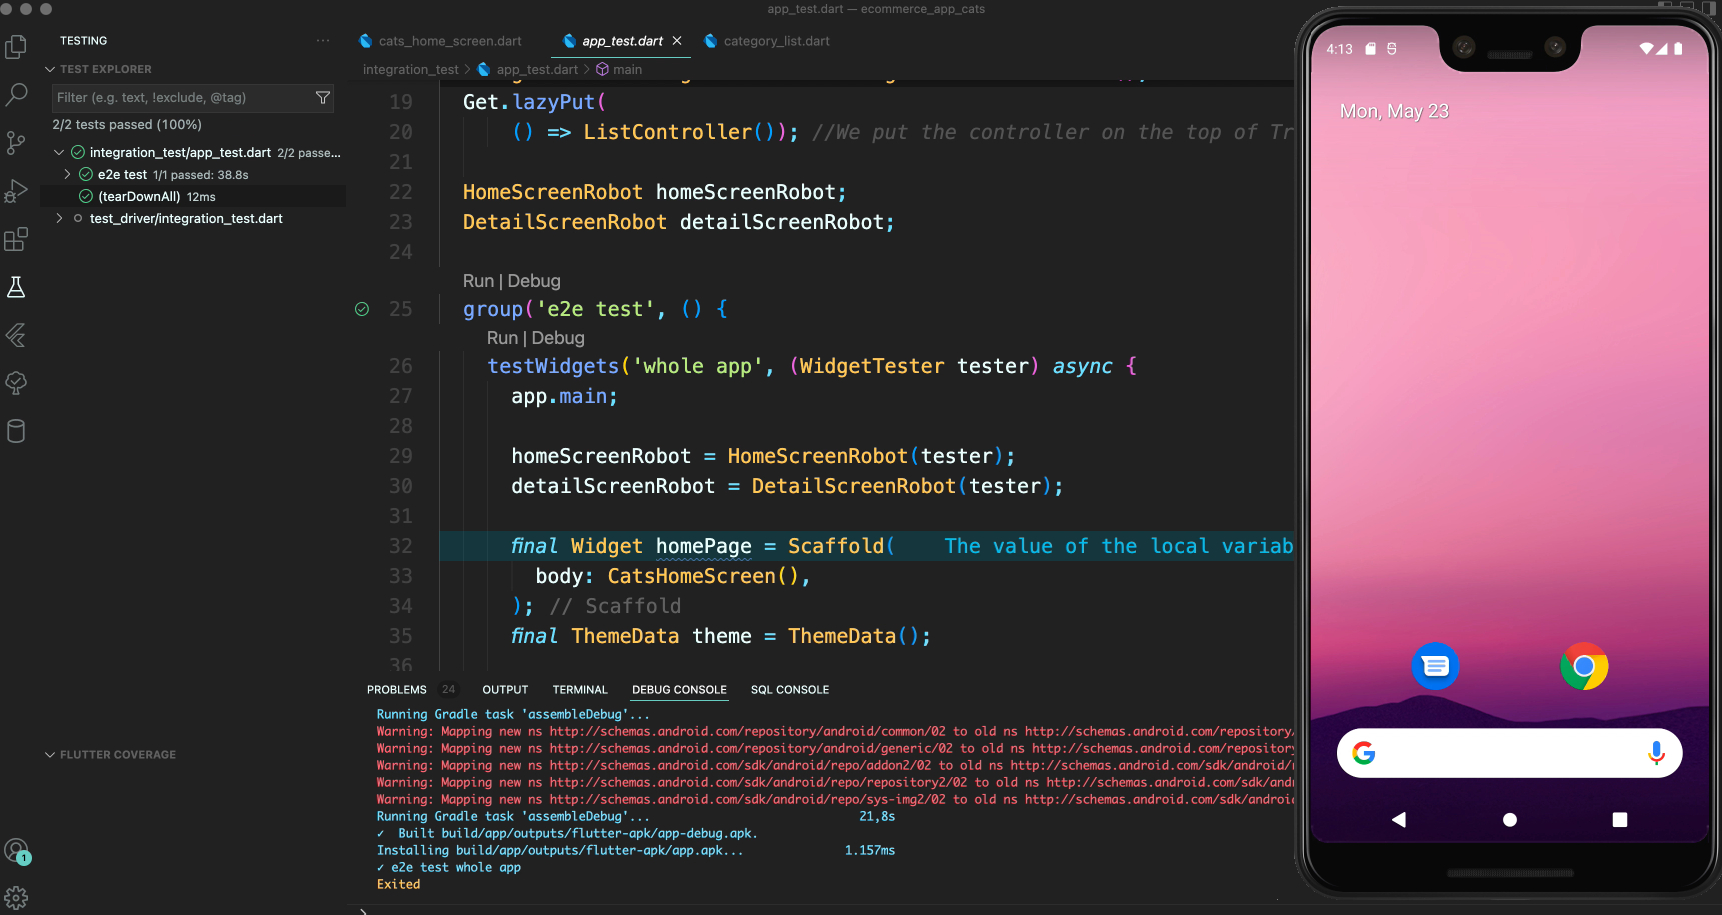 app_test.dart — ecommerce_app_cats
TESTING
TEST EXPLORER
Filter (e.g. text, !exclude, @tag)
2/2 tests passed (100%)
integration_test/app_test.dart 2/2 passe...
e2e test 1/1 passed: 38.8s
(tearDownAll) 12ms
test_driver/integration_test.dart
FLUTTER COVERAGE
1
cats_home_screen.dart
app_test.dart
category_list.dart
integration_test > app_test.dart > main
19 Get.lazyPut(
20 () => ListController()); //We put the controller on the top of Tr
21
22 HomeScreenRobot homeScreenRobot;
23 DetailScreenRobot detailScreenRobot;
24
Run | Debug
25 group('e2e test', () {
Run | Debug
26 testWidgets('whole app', (WidgetTester tester) async {
27 app.main;
28
29 homeScreenRobot = HomeScreenRobot(tester);
30 detailScreenRobot = DetailScreenRobot(tester);
31
32 final Widget homePage = Scaffold( The value of the local variab
33 body: CatsHomeScreen(),
34 ); // Scaffold
35 final ThemeData theme = ThemeData();
36
PROBLEMS 24 OUTPUT TERMINAL DEBUG CONSOLE SQL CONSOLE
Running Gradle task 'assembleDebug'...
Warning: Mapping new ns http://schemas.android.com/repository/android/common/02 to old ns http://schemas.android.com/repository/
Warning: Mapping new ns http://schemas.android.com/repository/android/generic/02 to old ns http://schemas.android.com/repository
Warning: Mapping new ns http://schemas.android.com/sdk/android/repo/addon2/02 to old ns http://schemas.android.com/sdk/android/
Warning: Mapping new ns http://schemas.android.com/sdk/android/repo/repository2/02 to old ns http://schemas.android.com/sdk/and
Warning: Mapping new ns http://schemas.android.com/sdk/android/repo/sys-img2/02 to old ns http://schemas.android.com/sdk/androi
Running Gradle task 'assembleDebug'... 21,8s
✓ Built build/app/outputs/flutter-apk/app-debug.apk.
Installing build/app/outputs/flutter-apk/app.apk... 1.157ms
✓ e2e test whole app
Exited
4:13
Mon, May 23